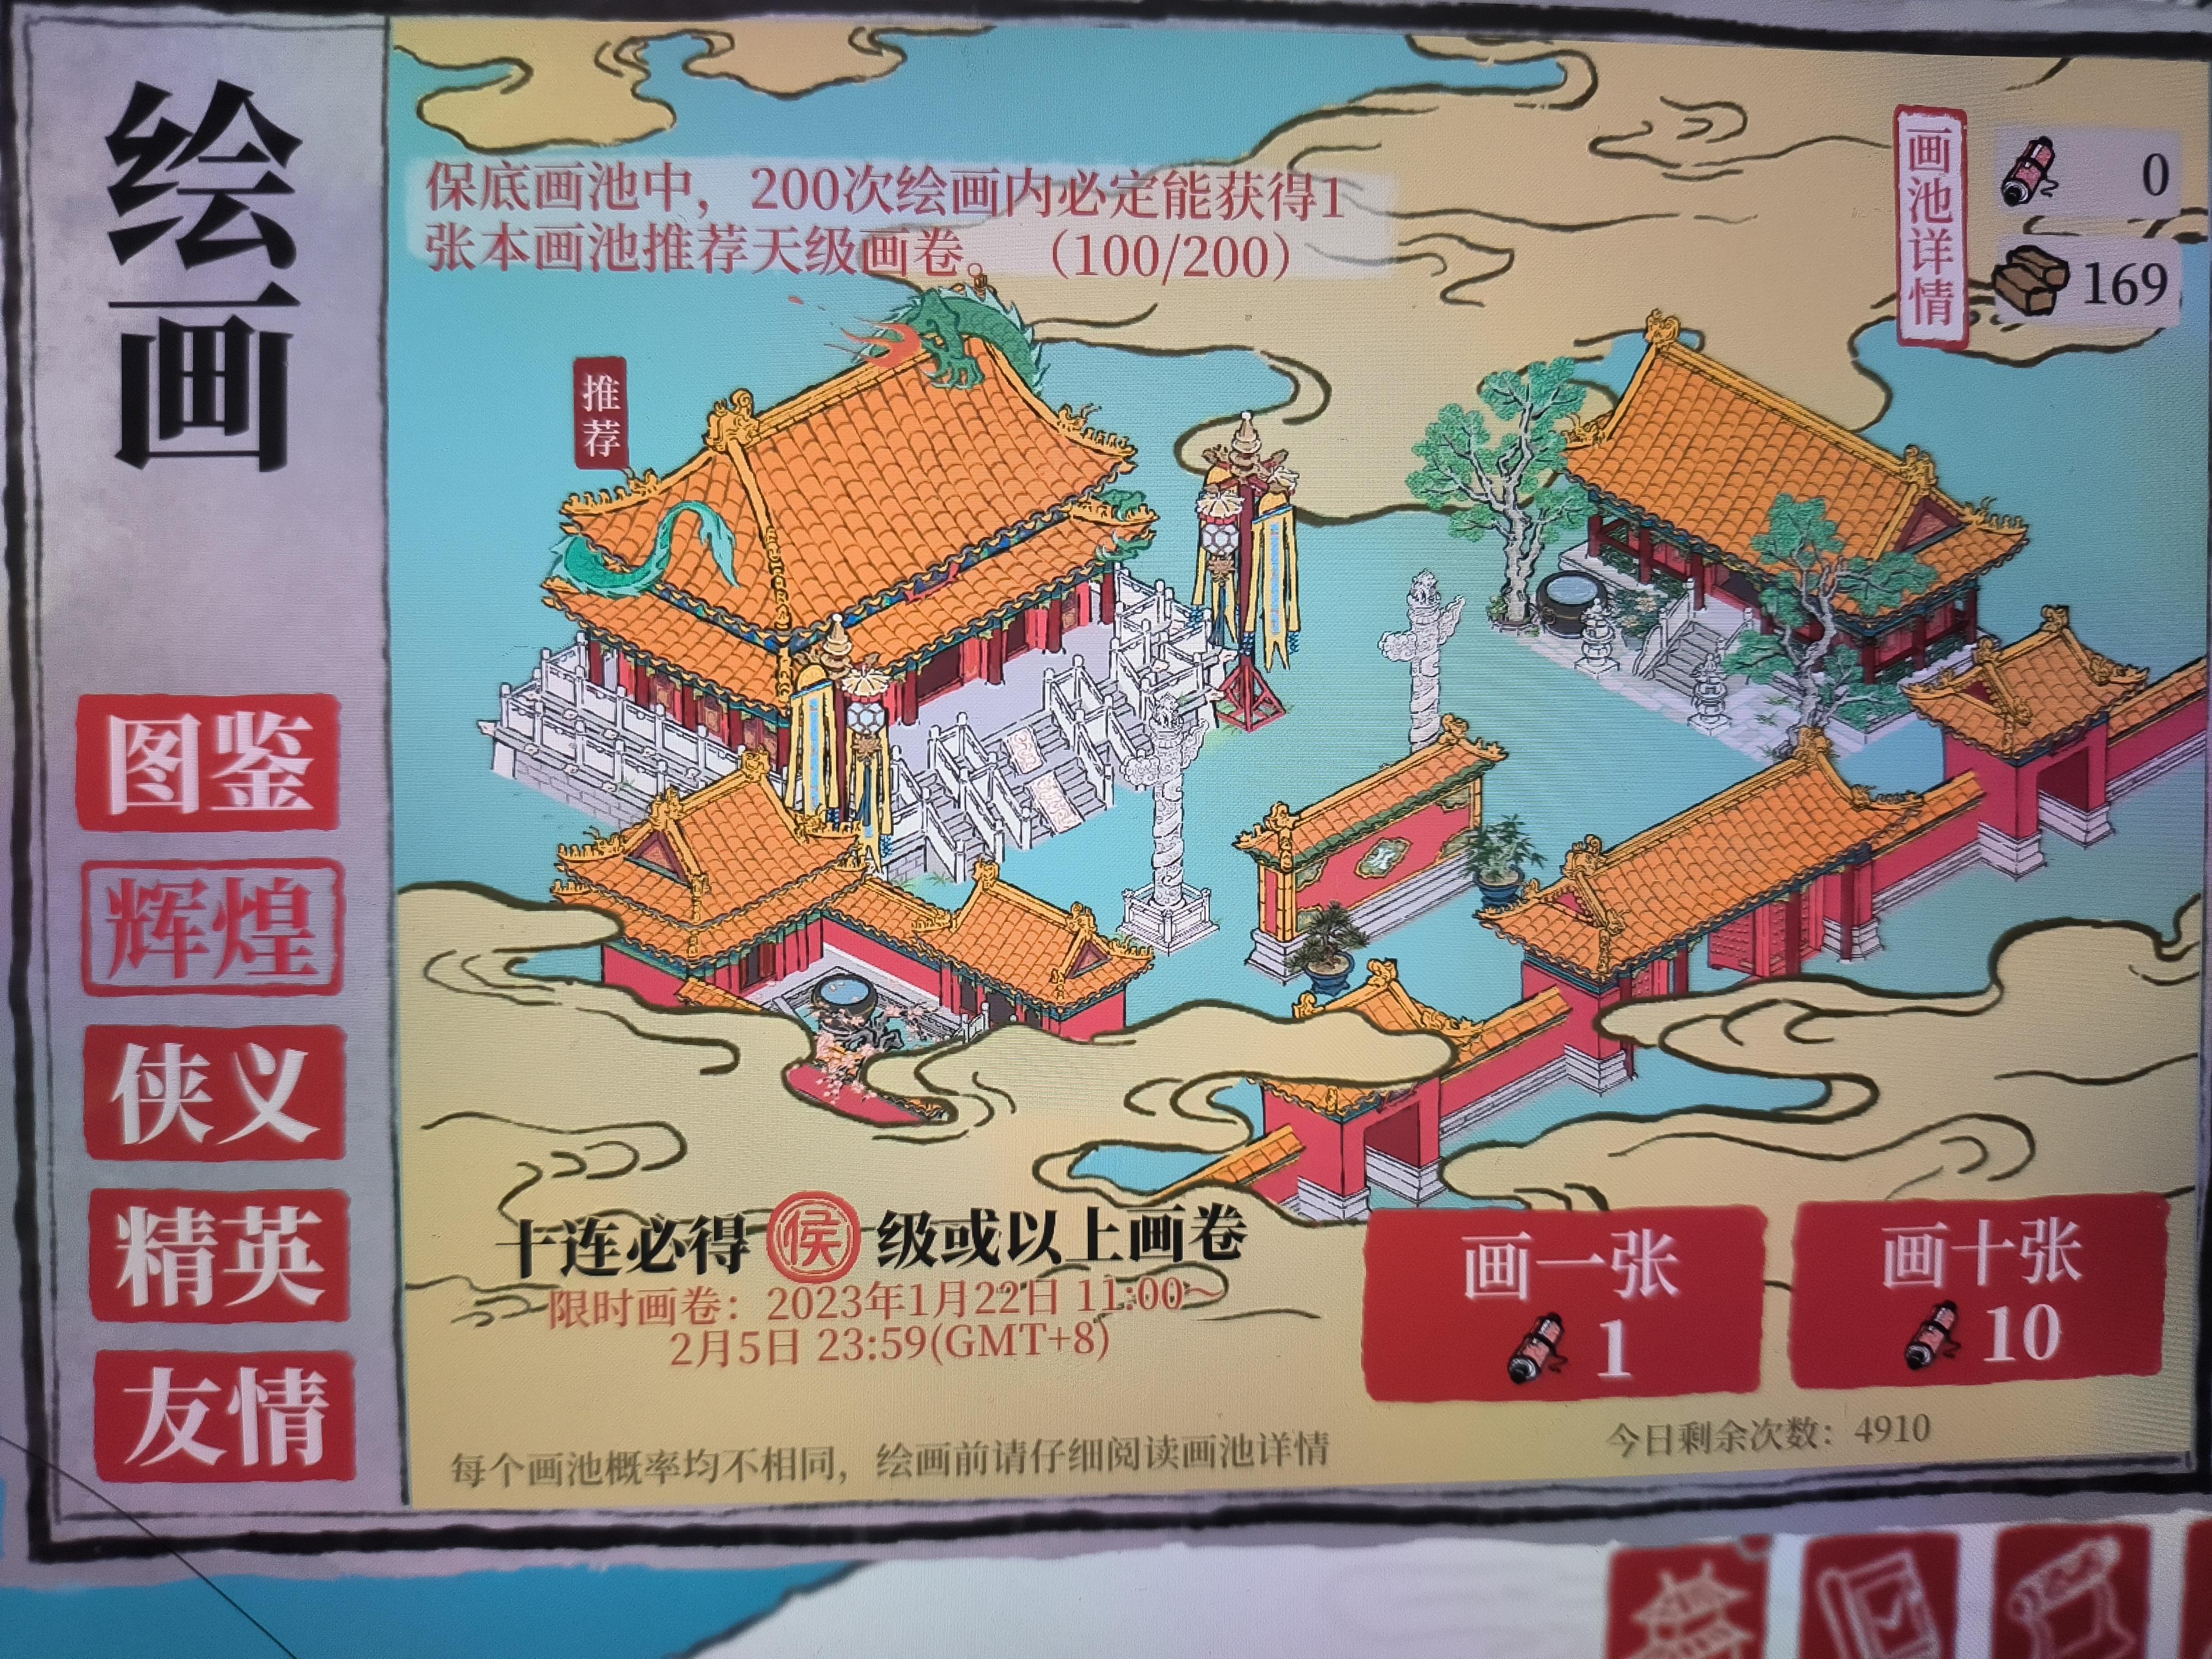 绘画
图鉴
辉煌
侠义
精英
友情
保底画池中，200次绘画内必定能获得1
张本画池推荐天级画卷。（100/200）
画池详情
0
169
推荐
十连必得 侯 级或以上画卷
限时画卷：2023年1月22日 11:00~
2月5日 23:59(GMT+8)
画一张
1
画十张
10
每个画池概率均不相同，绘画前请仔细阅读画池详情
今日剩余次数：4910